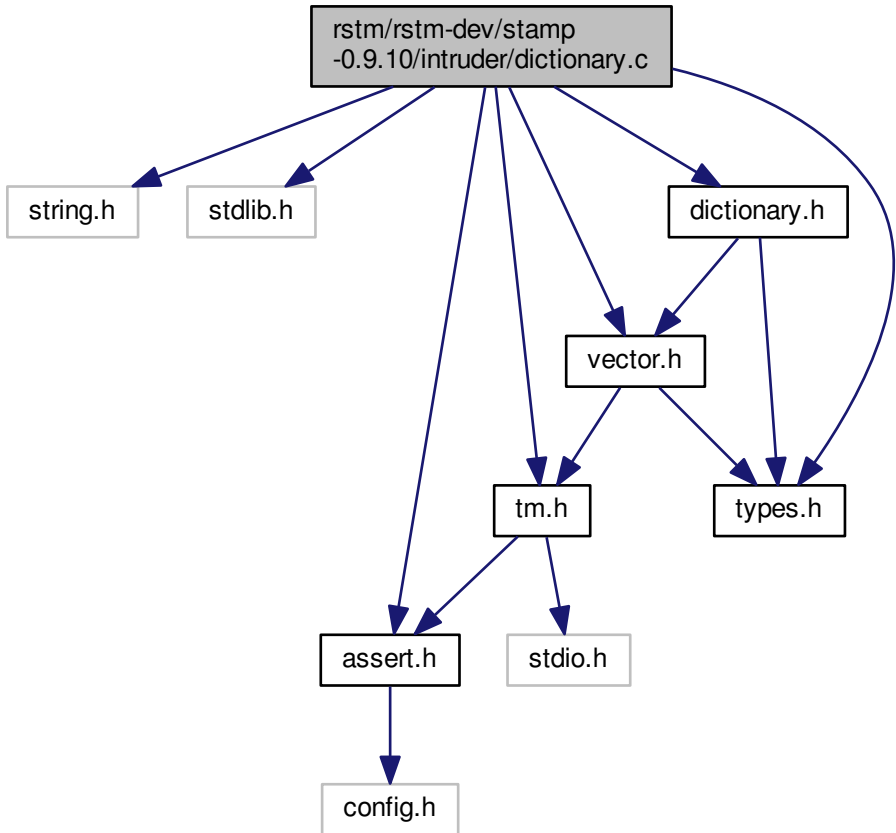 rstm/rstm-dev/stamp
-0.9.10/intruder/dictionary.c
string.h
stdlib.h
dictionary.h
vector.h
tm.h
types.h
assert.h
stdio.h
config.h